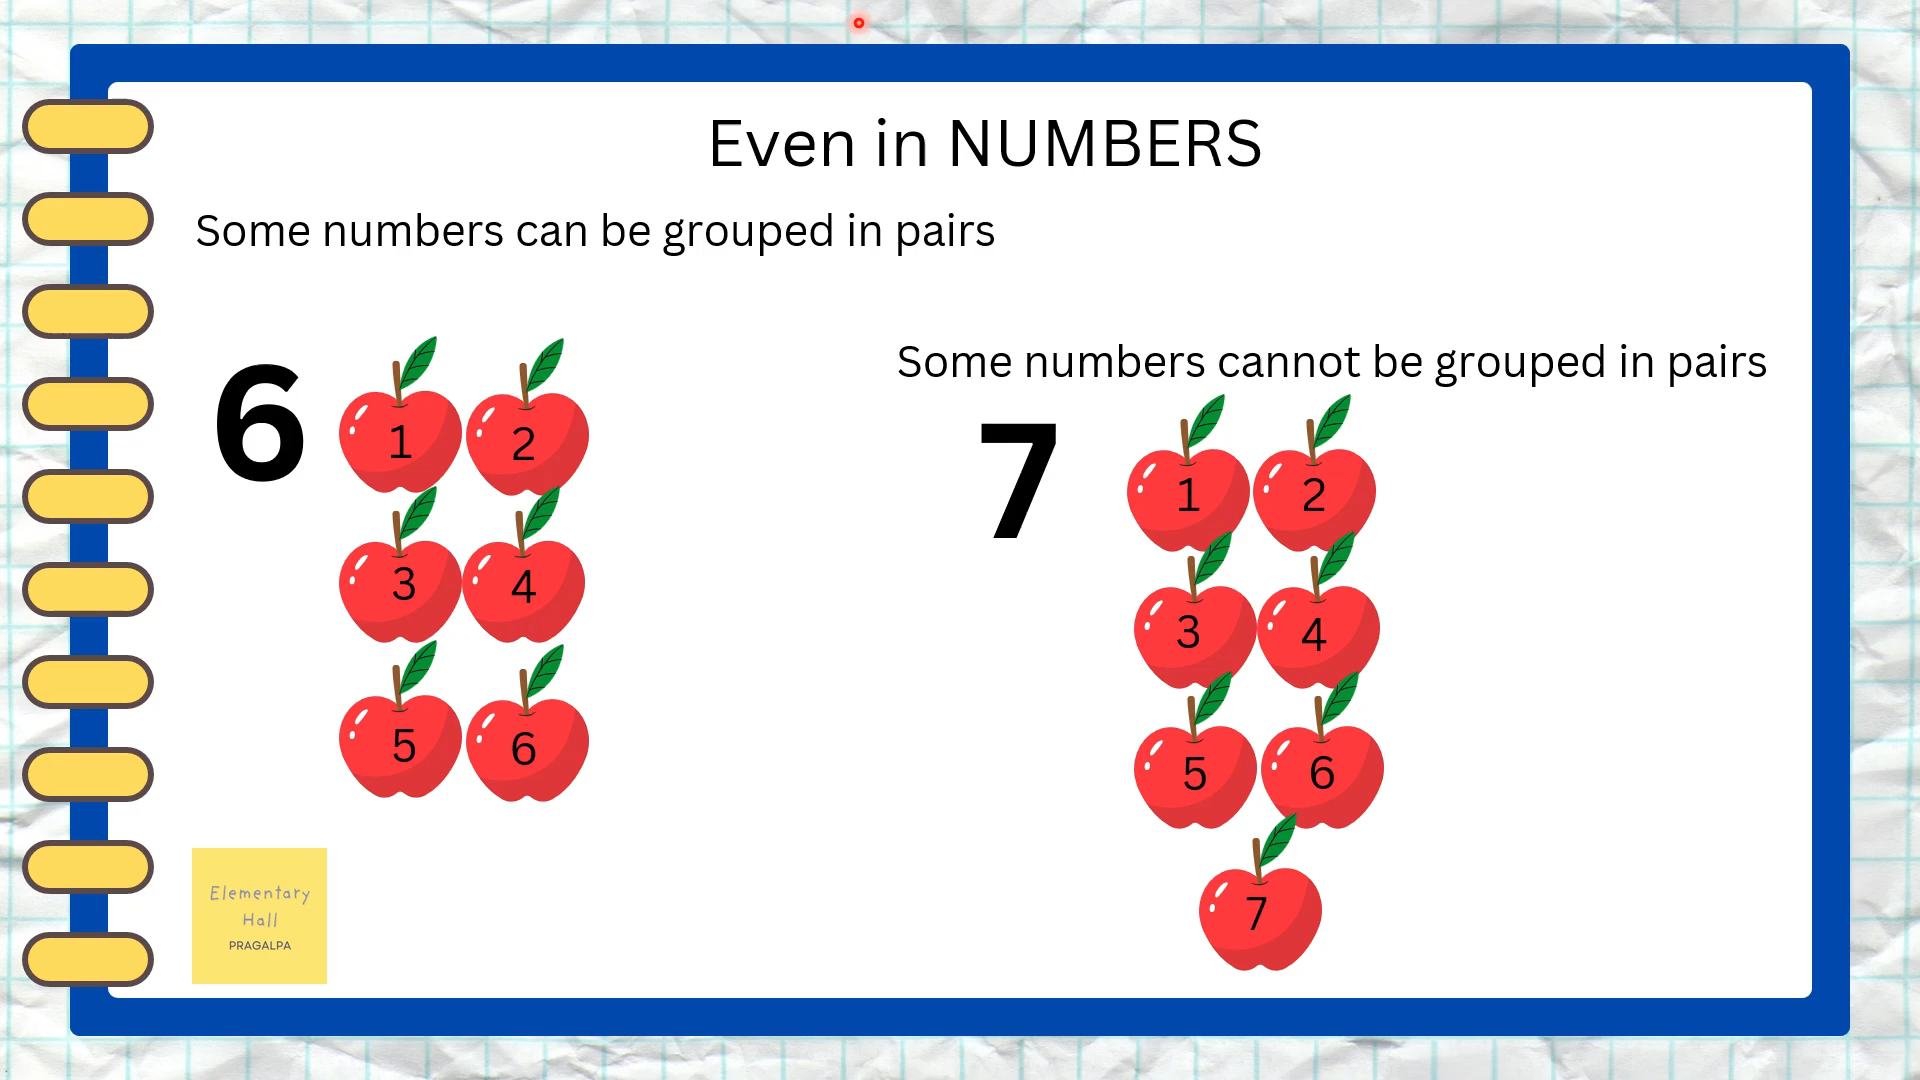 Even in NUMBERS
Some numbers can be grouped in pairs
6
1 2
3 4
5 6
Some numbers cannot be grouped in pairs
7
1 2
3 4
5 6
7
Elementary
Hall
PRAGALPA